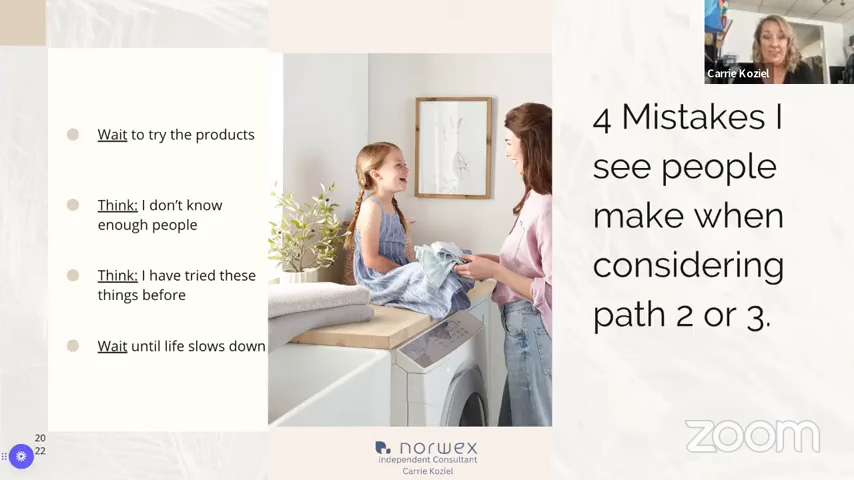 Wait to try the products
Think: I don't know
enough people
Think: I have tried these
things before
Wait until life slows down
20
22
norwex
Independent Consultant
Carrie Koziel
Carrie Koziel
4 Mistakes I
see people
make when
considering
path 2 or 3.
zoom